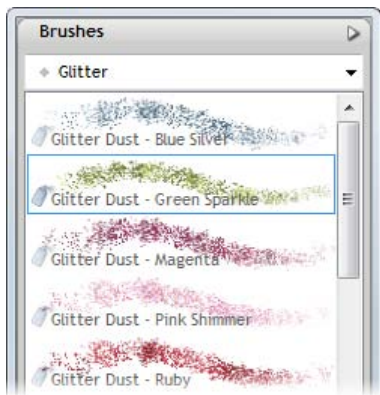 Brushes
Glitter
Glitter Dust - Blue Silver
Glitter Dust - Green Sparkle
Glitter Dust - Magenta
Glitter Dust - Pink Shimmer
Glitter Dust - Ruby